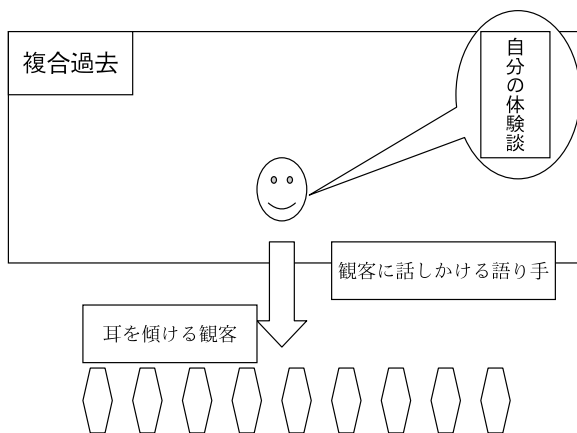 複合過去
自分の体験談
観客に話しかける語り手
耳を傾ける観客